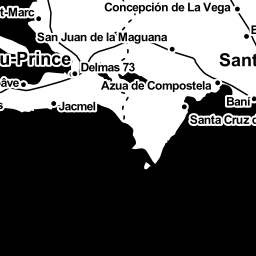 Concepción de La Vega
t-Marc
San Juan de la Maguana
u-Prince
Sant
Delmas 73
Azua de Compostela
âve
Baní
Jacmel
Santa Cruz d